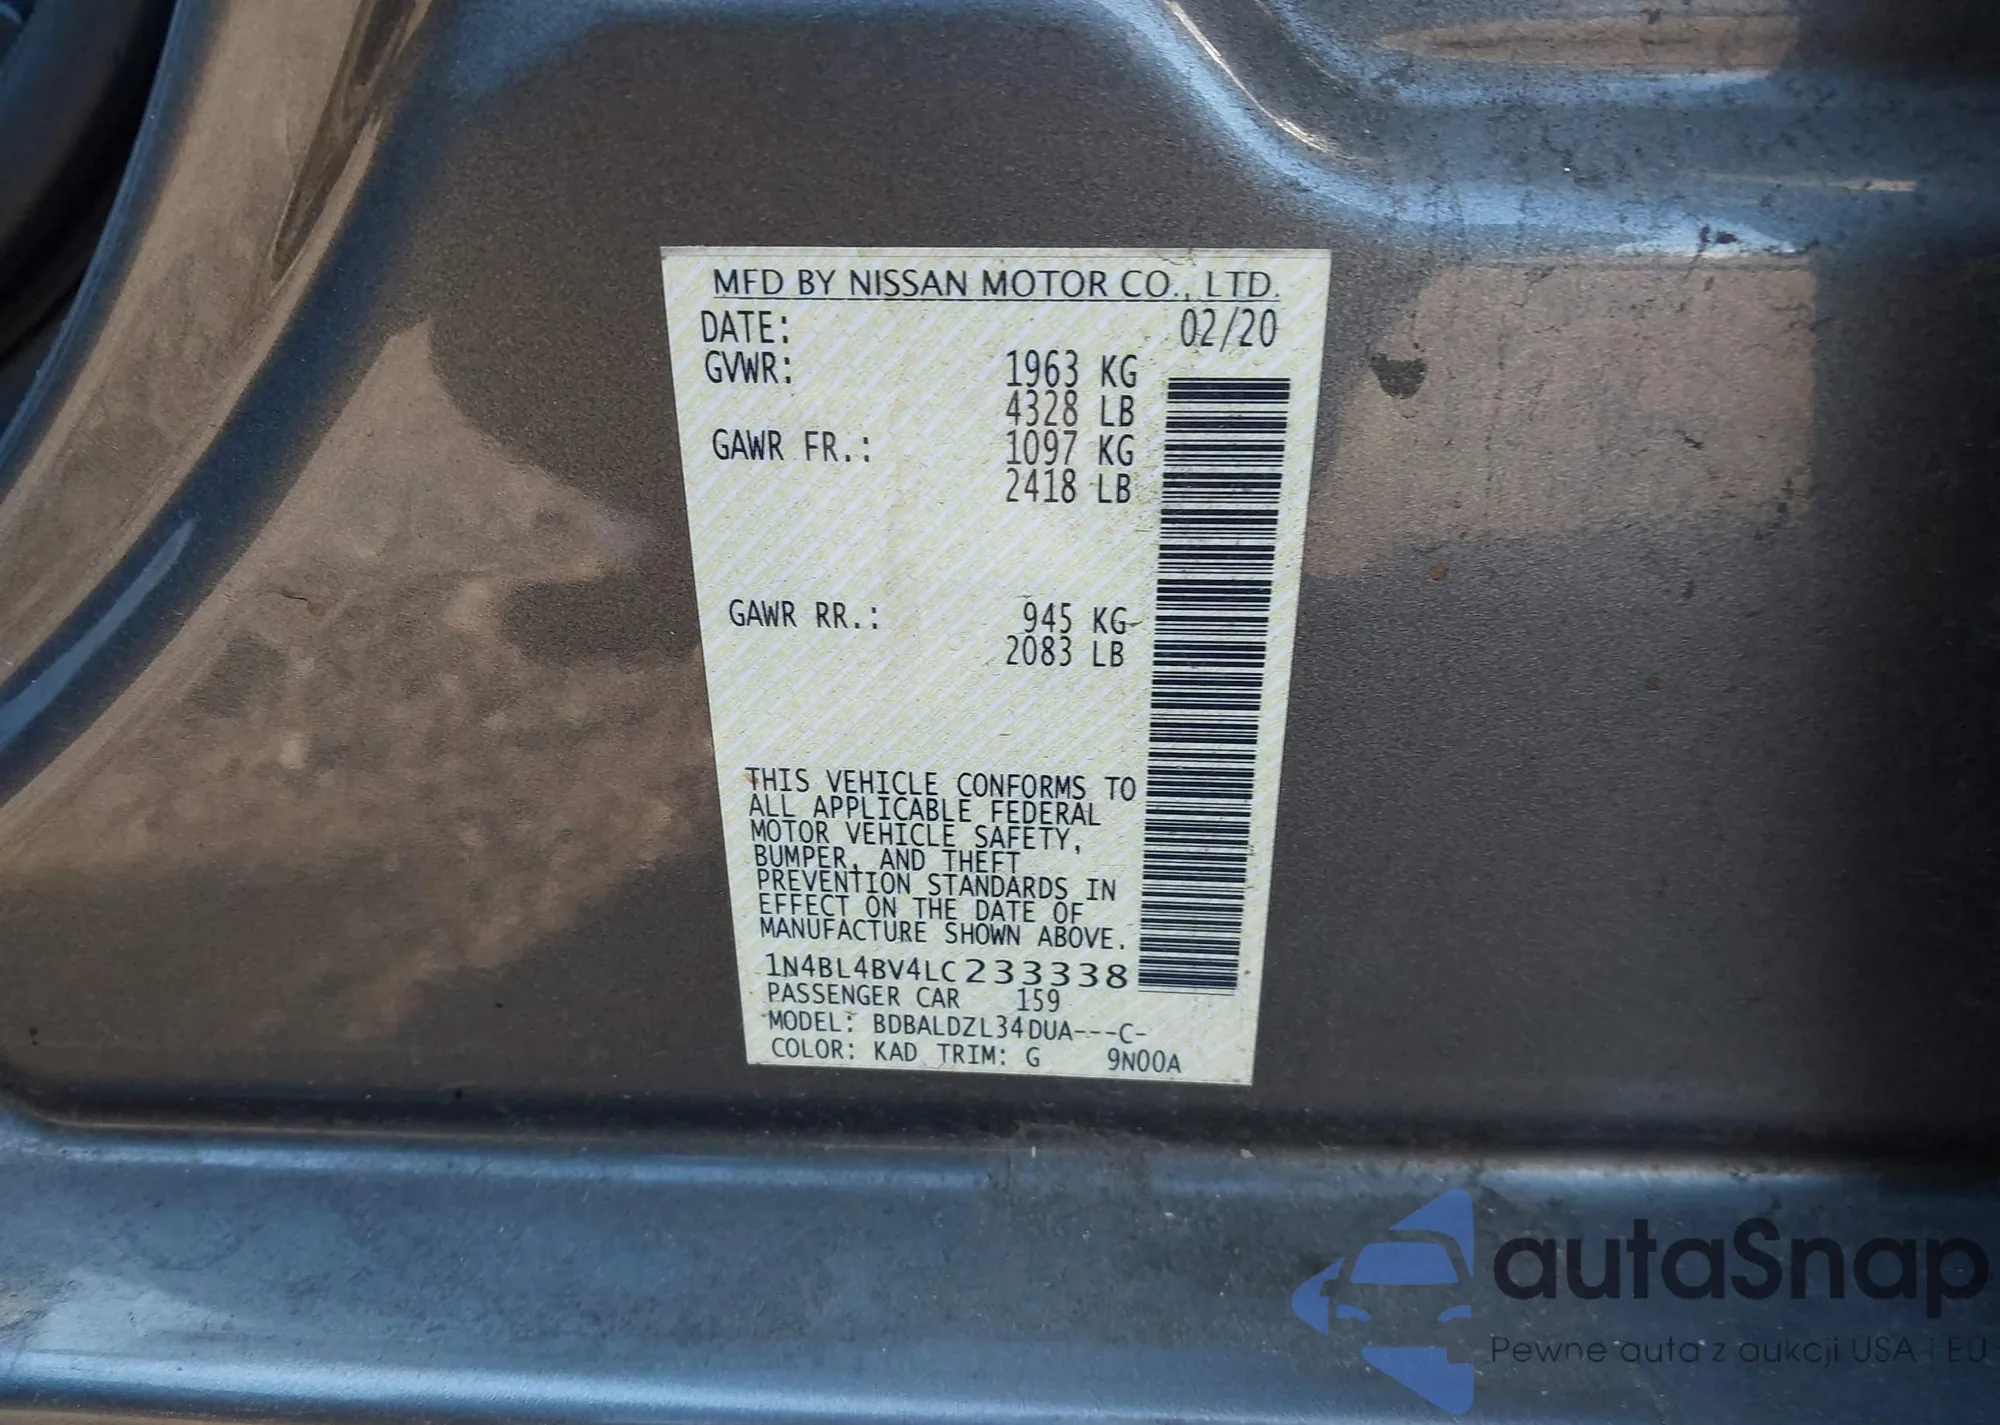 MFD BY NISSAN MOTOR CO., LTD.
DATE: 02/20
GVWR: 1963 KG
4328 LB
GAWR FR.: 1097 KG
2418 LB
GAWR RR.: 945 KG
2083 LB
THIS VEHICLE CONFORMS TO
ALL APPLICABLE FEDERAL
MOTOR VEHICLE SAFETY,
BUMPER, AND THEFT
PREVENTION STANDARDS IN
EFFECT ON THE DATE OF
MANUFACTURE SHOWN ABOVE.
1N4BL4BV4LC233338
PASSENGER CAR 159
MODEL: BDBALDZL34DUA---C-
COLOR: KAD TRIM: G 9N00A
autaSnap
Pewne auta z aukcji USA i EU